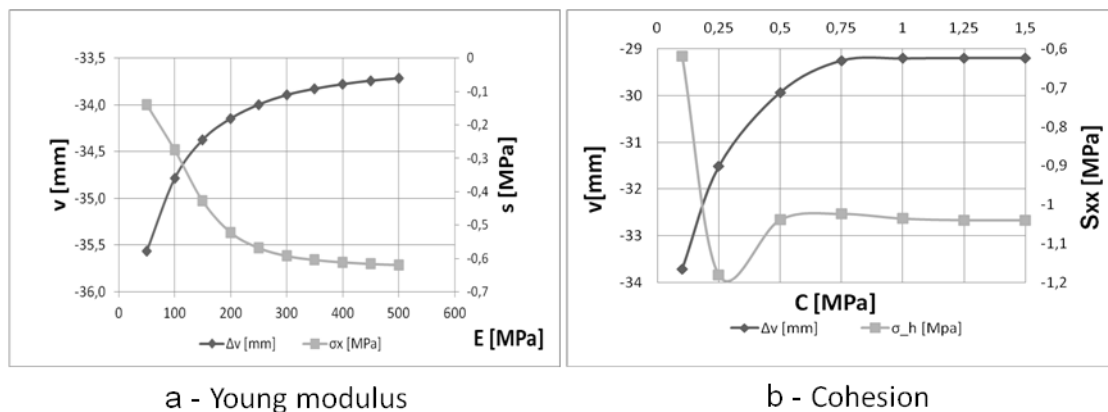 -33,5
-34,0
-34,5
-35,0
-35,5
-36,0
v [mm]
0
-0,1
-0,2
-0,3
-0,4
-0,5
-0,6
-0,7
s [MPa]
0 100 200 300 400 500 600
E [MPa]
Δv [mm] σx [MPa]
a - Young modulus
0 0,25 0,5 0,75 1 1,25 1,5
-29
-30
-31
-32
-33
-34
v[mm]
-0,6
-0,7
-0,8
-0,9
-1
-1,1
-1,2
Sxx [MPa]
C [MPa]
Δv [mm] σ_h [Mpa]
b - Cohesion